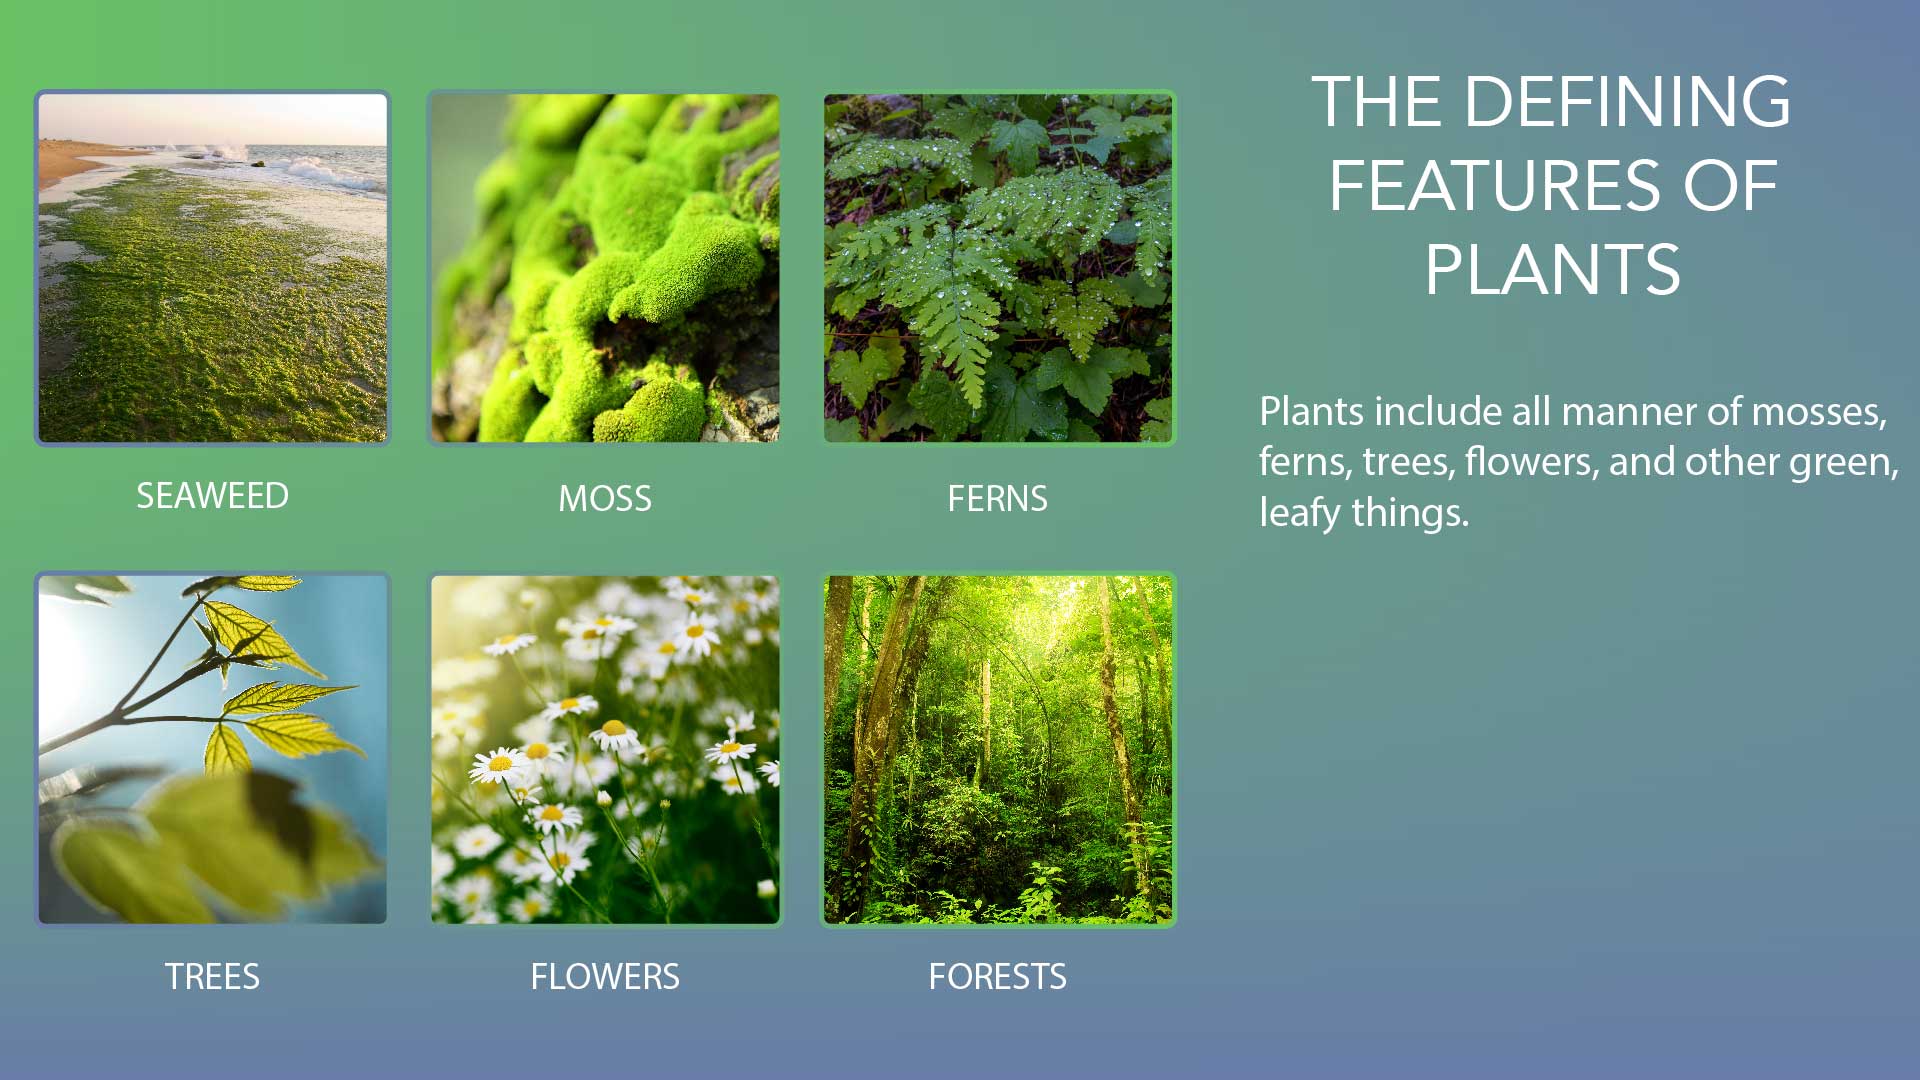 THE DEFINING
FEATURES OF
PLANTS
Plants include all manner of mosses,
ferns, trees, flowers, and other green,
leafy things.
SEAWEED
MOSS
FERNS
TREES
FLOWERS
FORESTS